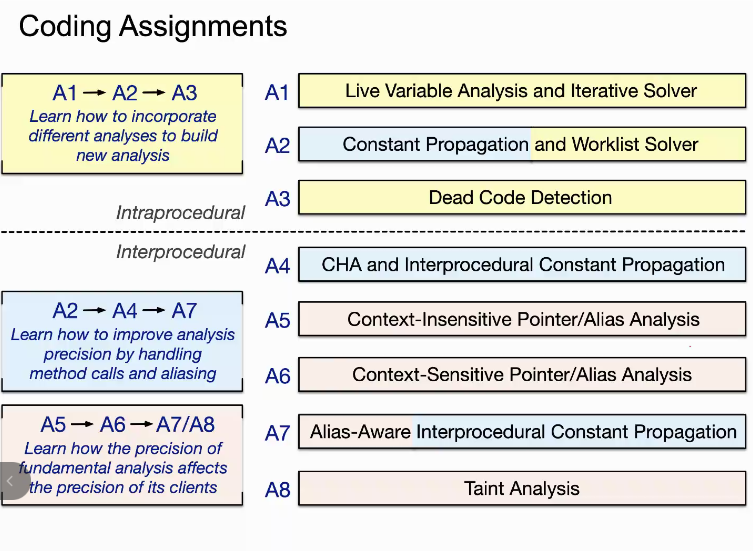 Coding Assignments
A1 → A2 → A3
Learn how to incorporate
different analyses to build
new analysis
A1 Live Variable Analysis and Iterative Solver
A2 Constant Propagation and Worklist Solver
A3 Dead Code Detection
Intraprocedural
Interprocedural
A4 CHA and Interprocedural Constant Propagation
A2 → A4 → A7
Learn how to improve analysis
precision by handling
method calls and aliasing
A5 Context-Insensitive Pointer/Alias Analysis
A6 Context-Sensitive Pointer/Alias Analysis
A5 → A6 → A7/A8
Learn how the precision of
fundamental analysis affects
the precision of its clients
A7 Alias-Aware Interprocedural Constant Propagation
A8 Taint Analysis